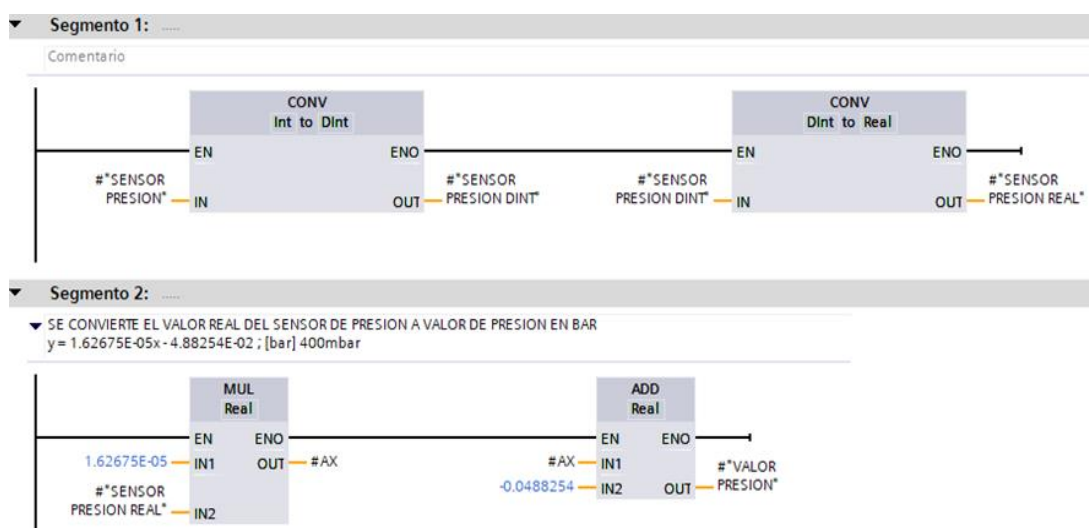 Segmento 1: .....
Comentario
CONV
Int to DInt
EN
ENO
#"SENSOR
PRESION"
IN
OUT
#"SENSOR
PRESION DINT"
CONV
DInt to Real
EN
ENO
#"SENSOR
PRESION DINT"
IN
OUT
#"SENSOR
PRESION REAL"
Segmento 2: .....
SE CONVIERTE EL VALOR REAL DEL SENSOR DE PRESION A VALOR DE PRESION EN BAR
y = 1.62675E-05x - 4.88254E-02 ; [bar] 400mbar
MUL
Real
EN
ENO
1.62675E-05
IN1
OUT
#AX
#"SENSOR
PRESION REAL"
IN2
ADD
Real
EN
ENO
#AX
IN1
-0.0488254
IN2
OUT
#"VALOR
PRESION"